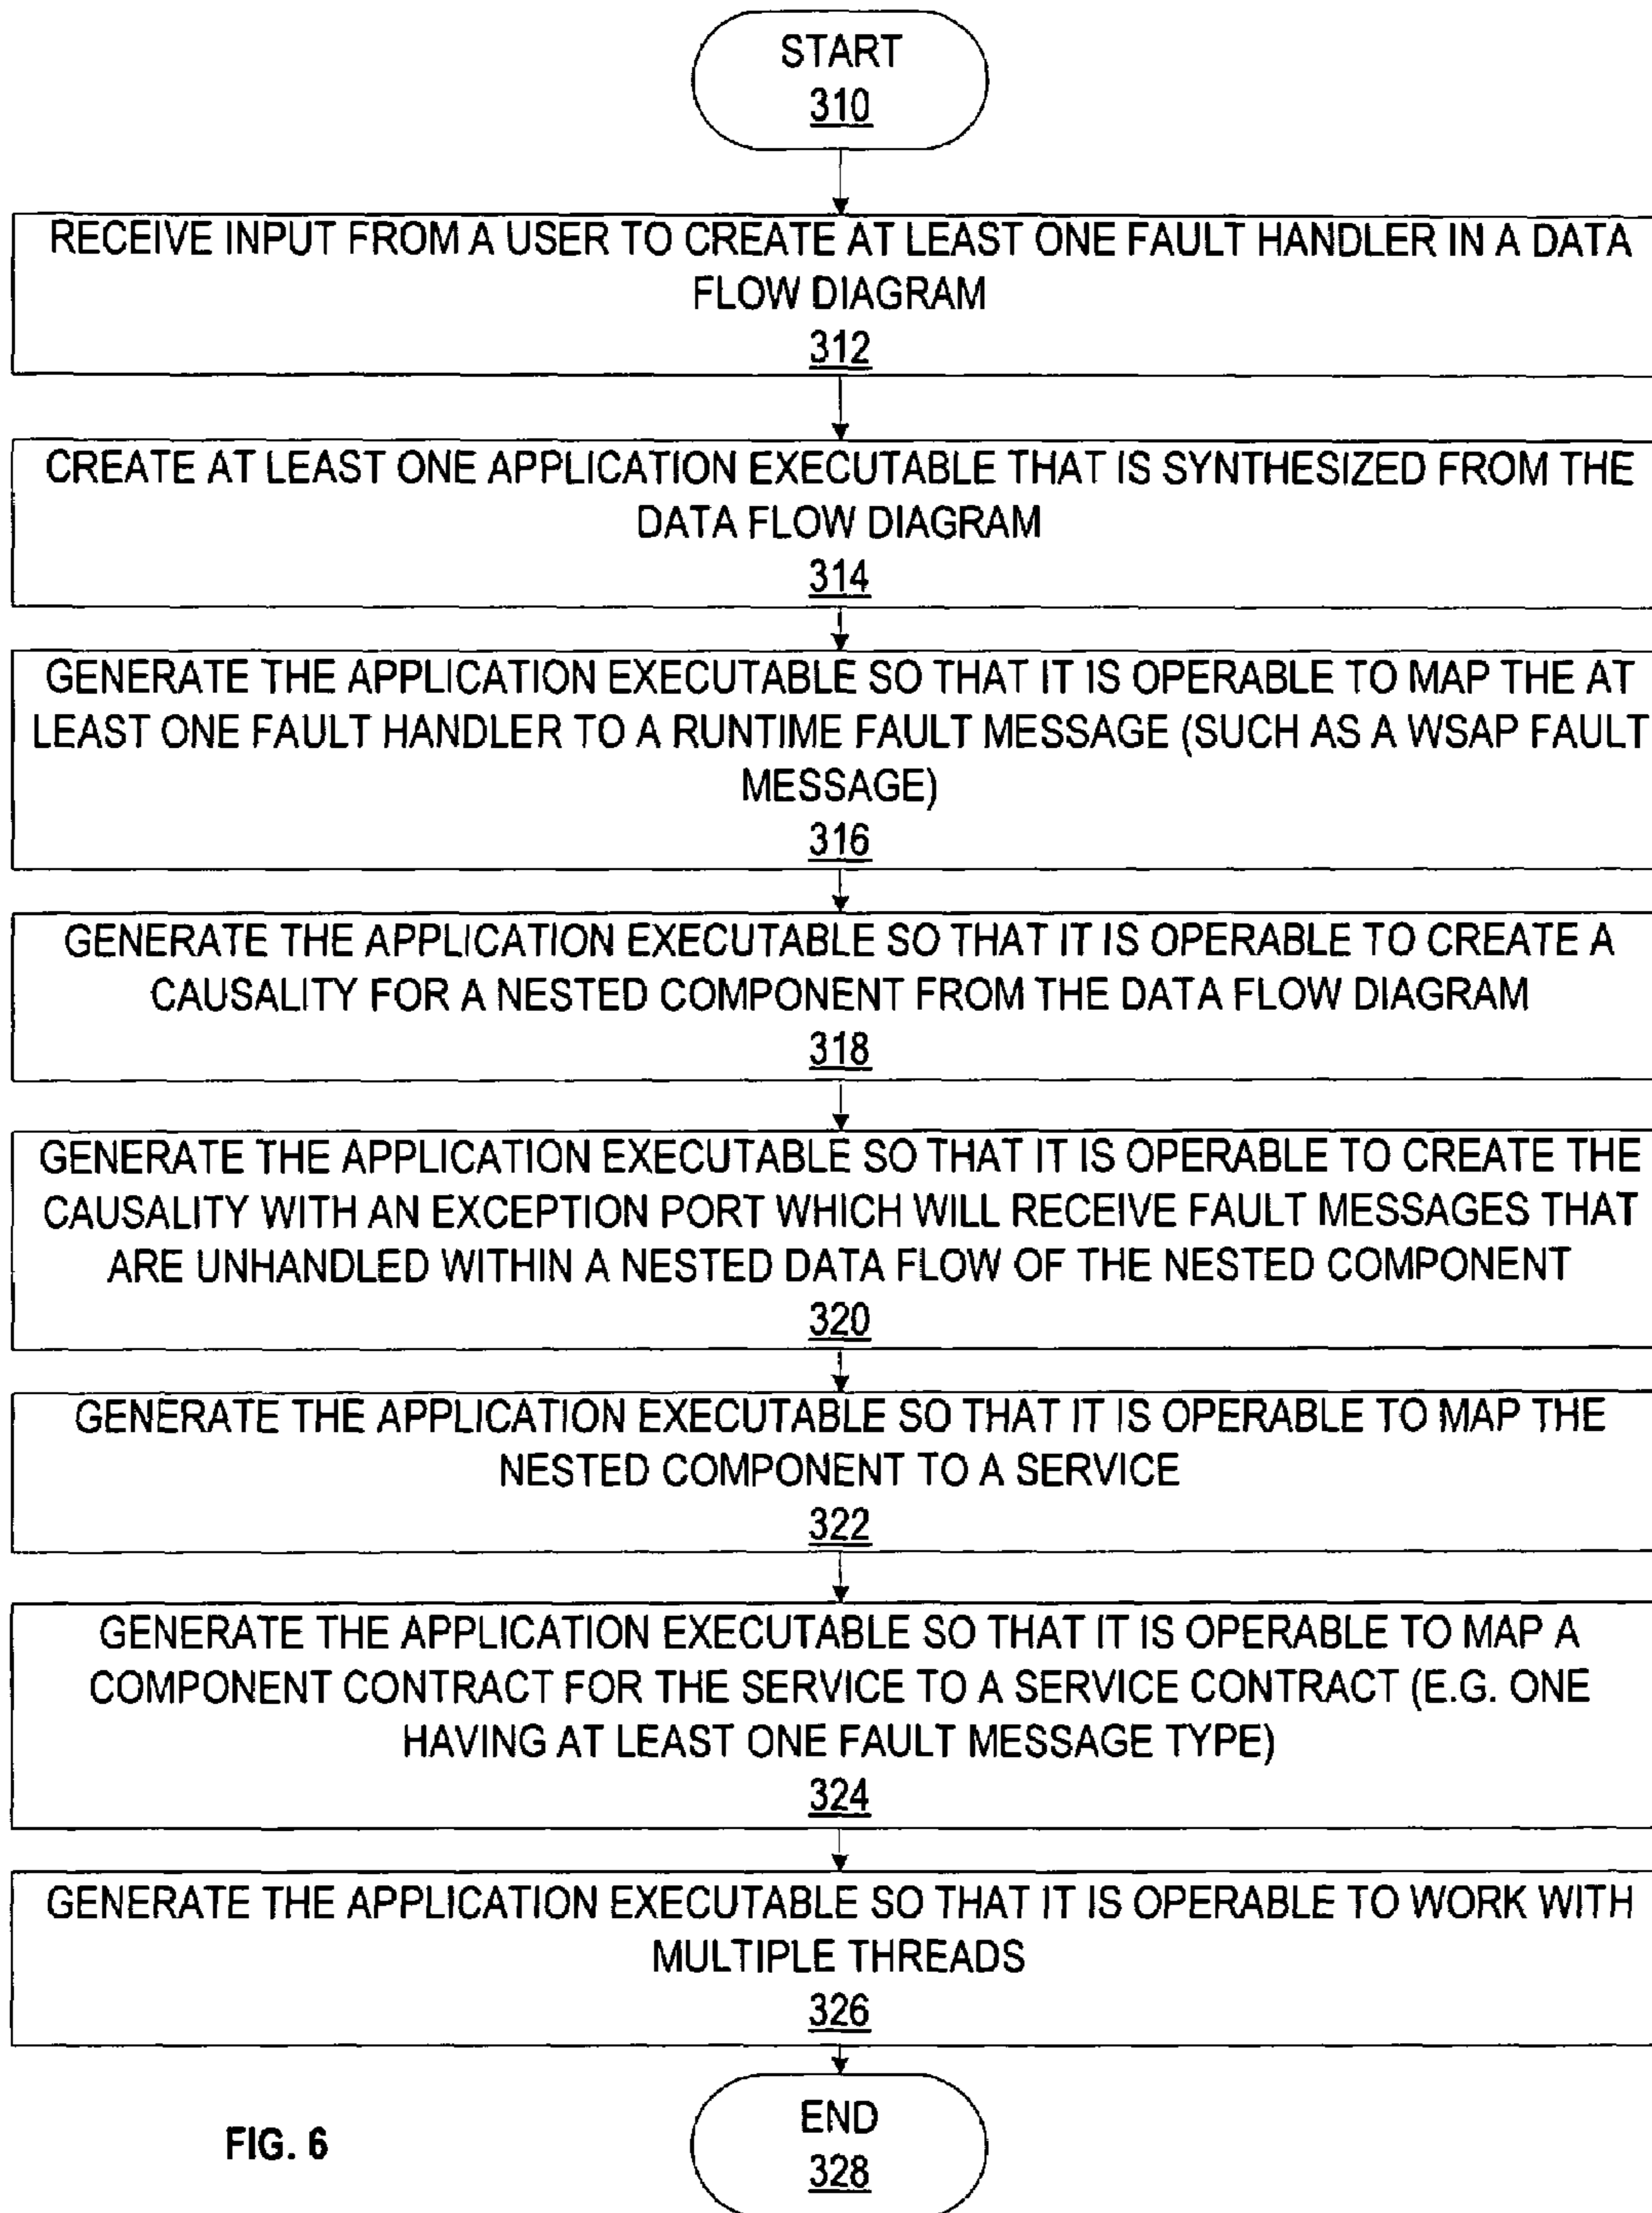 START
310
RECEIVE INPUT FROM A USER TO CREATE AT LEAST ONE FAULT HANDLER IN A DATA
FLOW DIAGRAM
312
CREATE AT LEAST ONE APPLICATION EXECUTABLE THAT IS SYNTHESIZED FROM THE
DATA FLOW DIAGRAM
314
GENERATE THE APPLICATION EXECUTABLE SO THAT IT IS OPERABLE TO MAP THE AT
LEAST ONE FAULT HANDLER TO A RUNTIME FAULT MESSAGE (SUCH AS A WSAP FAULT
MESSAGE)
316
GENERATE THE APPLICATION EXECUTABLE SO THAT IT IS OPERABLE TO CREATE A
CAUSALITY FOR A NESTED COMPONENT FROM THE DATA FLOW DIAGRAM
318
GENERATE THE APPLICATION EXECUTABLE SO THAT IT IS OPERABLE TO CREATE THE
CAUSALITY WITH AN EXCEPTION PORT WHICH WILL RECEIVE FAULT MESSAGES THAT
ARE UNHANDLED WITHIN A NESTED DATA FLOW OF THE NESTED COMPONENT
320
GENERATE THE APPLICATION EXECUTABLE SO THAT IT IS OPERABLE TO MAP THE
NESTED COMPONENT TO A SERVICE
322
GENERATE THE APPLICATION EXECUTABLE SO THAT IT IS OPERABLE TO MAP A
COMPONENT CONTRACT FOR THE SERVICE TO A SERVICE CONTRACT (E.G. ONE
HAVING AT LEAST ONE FAULT MESSAGE TYPE)
324
GENERATE THE APPLICATION EXECUTABLE SO THAT IT IS OPERABLE TO WORK WITH
MULTIPLE THREADS
326
END
328
FIG. 6